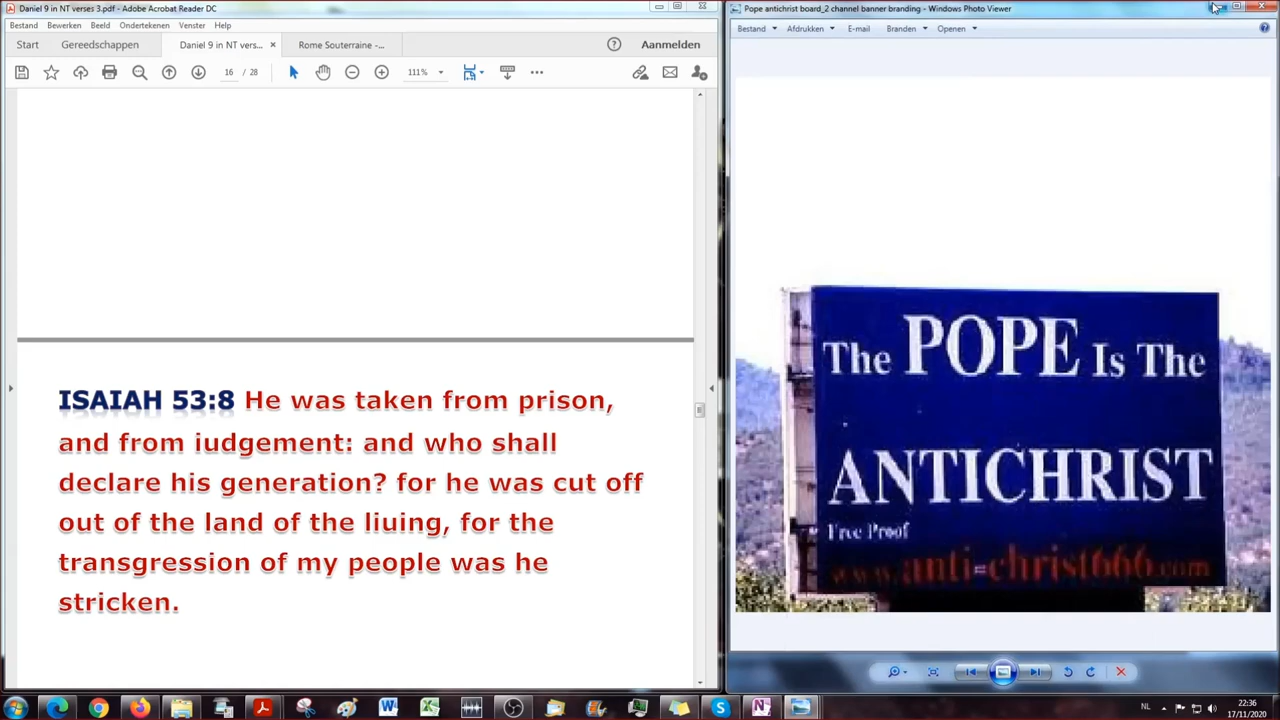 Daniel 9 in NT verses 3.pdf - Adobe Acrobat Reader DC
Bestand Bewerken Beeld Ondertekenen Venster Help
Start Gereedschappen Daniel 9 in NT vers... × Rome Souterraine -... Aanmelden
16 / 28 111%
ISAIAH 53:8 He was taken from prison,
and from iudgement: and who shall
declare his generation? for he was cut off
out of the land of the liuing, for the
transgression of my people was he
stricken.
Pope antichrist board_2 channel banner branding - Windows Photo Viewer
Bestand Afdrukken E-mail Branden Openen
The POPE Is The
ANTICHRIST
Free Proof
www.anti=christ666.com
NL 22:36
17/11/2020